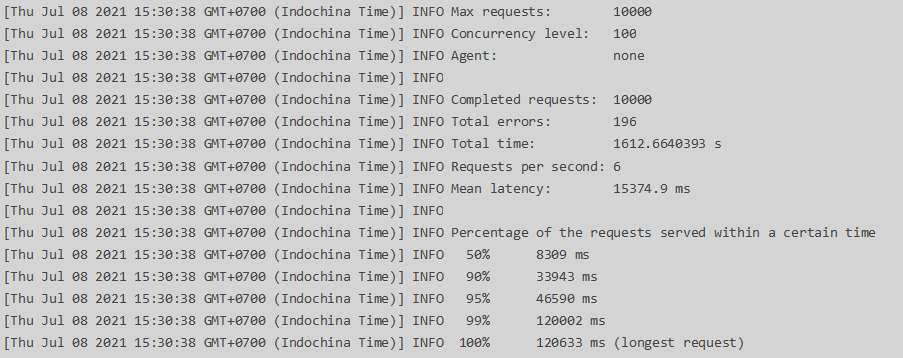 [Thu Jul 08 2021 15:30:38 GMT+0700 (Indochina Time)] INFO Max requests: 10000
[Thu Jul 08 2021 15:30:38 GMT+0700 (Indochina Time)] INFO Concurrency level: 100
[Thu Jul 08 2021 15:30:38 GMT+0700 (Indochina Time)] INFO Agent: none
[Thu Jul 08 2021 15:30:38 GMT+0700 (Indochina Time)] INFO
[Thu Jul 08 2021 15:30:38 GMT+0700 (Indochina Time)] INFO Completed requests: 10000
[Thu Jul 08 2021 15:30:38 GMT+0700 (Indochina Time)] INFO Total errors: 196
[Thu Jul 08 2021 15:30:38 GMT+0700 (Indochina Time)] INFO Total time: 1612.6640393 s
[Thu Jul 08 2021 15:30:38 GMT+0700 (Indochina Time)] INFO Requests per second: 6
[Thu Jul 08 2021 15:30:38 GMT+0700 (Indochina Time)] INFO Mean latency: 15374.9 ms
[Thu Jul 08 2021 15:30:38 GMT+0700 (Indochina Time)] INFO
[Thu Jul 08 2021 15:30:38 GMT+0700 (Indochina Time)] INFO Percentage of the requests served within a certain time
[Thu Jul 08 2021 15:30:38 GMT+0700 (Indochina Time)] INFO 50% 8309 ms
[Thu Jul 08 2021 15:30:38 GMT+0700 (Indochina Time)] INFO 90% 33943 ms
[Thu Jul 08 2021 15:30:38 GMT+0700 (Indochina Time)] INFO 95% 46590 ms
[Thu Jul 08 2021 15:30:38 GMT+0700 (Indochina Time)] INFO 99% 120002 ms
[Thu Jul 08 2021 15:30:38 GMT+0700 (Indochina Time)] INFO 100% 120633 ms (longest request)